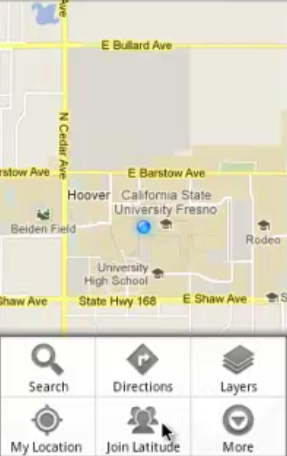 Ave
E Bullard Ave
N Cedar Ave
rstow Ave
E Barstow Ave
Hoover
California State
University Fresno
Beiden Field
Rodeo
University
High School
Shaw Ave
State Hwy 168
E Shaw Ave
S
Search
Directions
Layers
My Location
Join Latitude
More